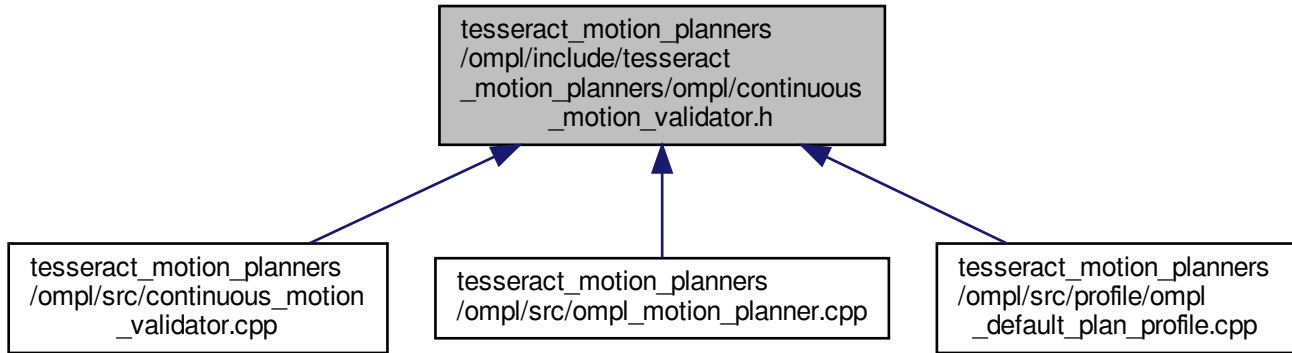 tesseract_motion_planners
/ompl/include/tesseract
_motion_planners/ompl/continuous
_motion_validator.h
tesseract_motion_planners
/ompl/src/continuous_motion
_validator.cpp
tesseract_motion_planners
/ompl/src/ompl_motion_planner.cpp
tesseract_motion_planners
/ompl/src/profile/ompl
_default_plan_profile.cpp